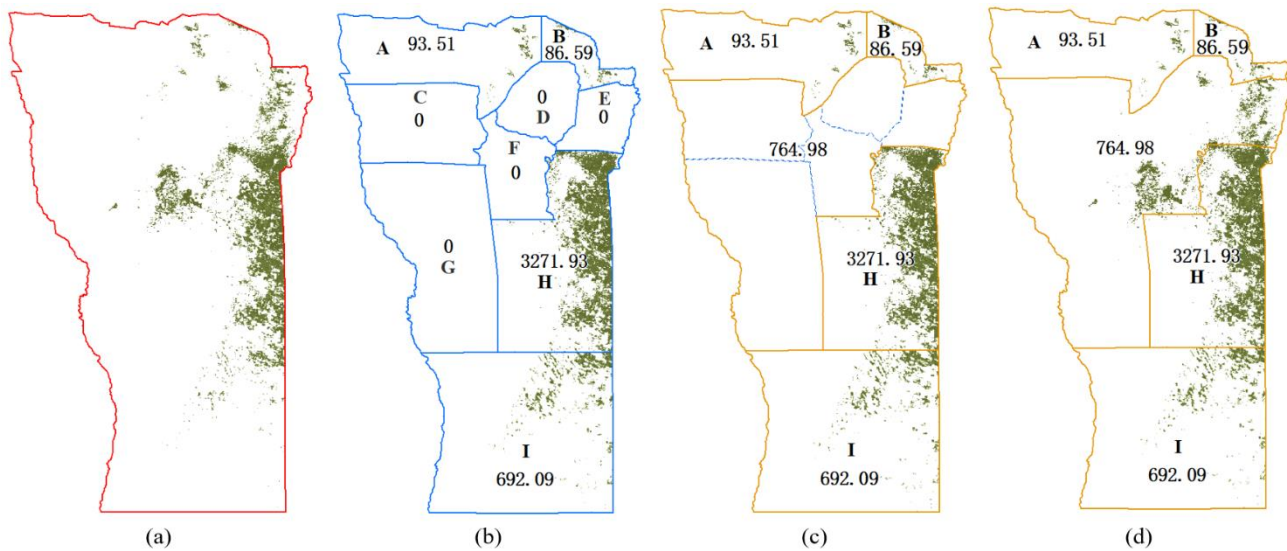 A 93.51
B
86.59
C
0
0
D
E
0
F
0
0
G
3271.93
H
I
692.09
93.51
A
B
86.59
764.98
3271.93
H
I
692.09
A 93.51
B
86.59
764.98
3271.93
H
I
692.09
(a) (b) (c) (d)